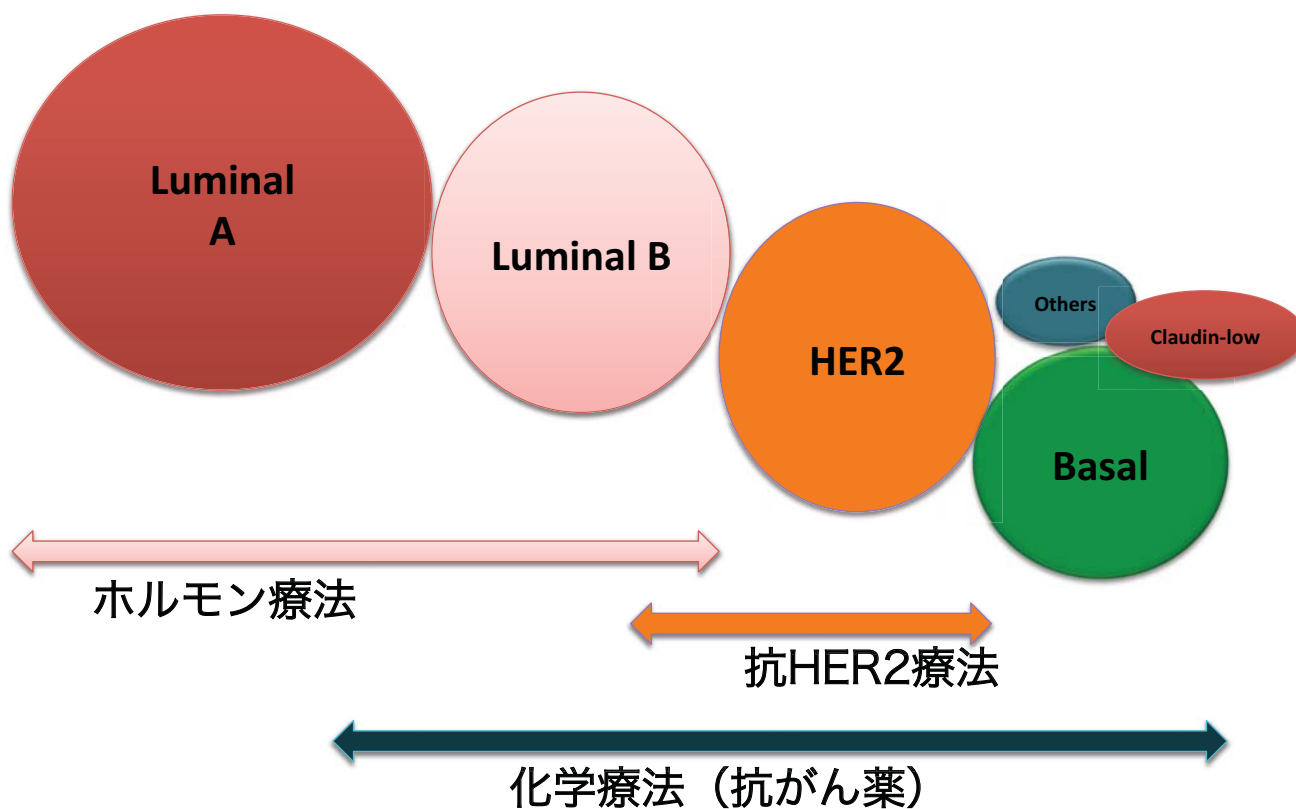 Luminal
A
Luminal B
HER2
Others
Claudin-low
Basal
ホルモン療法
抗HER2療法
化学療法（抗がん薬）